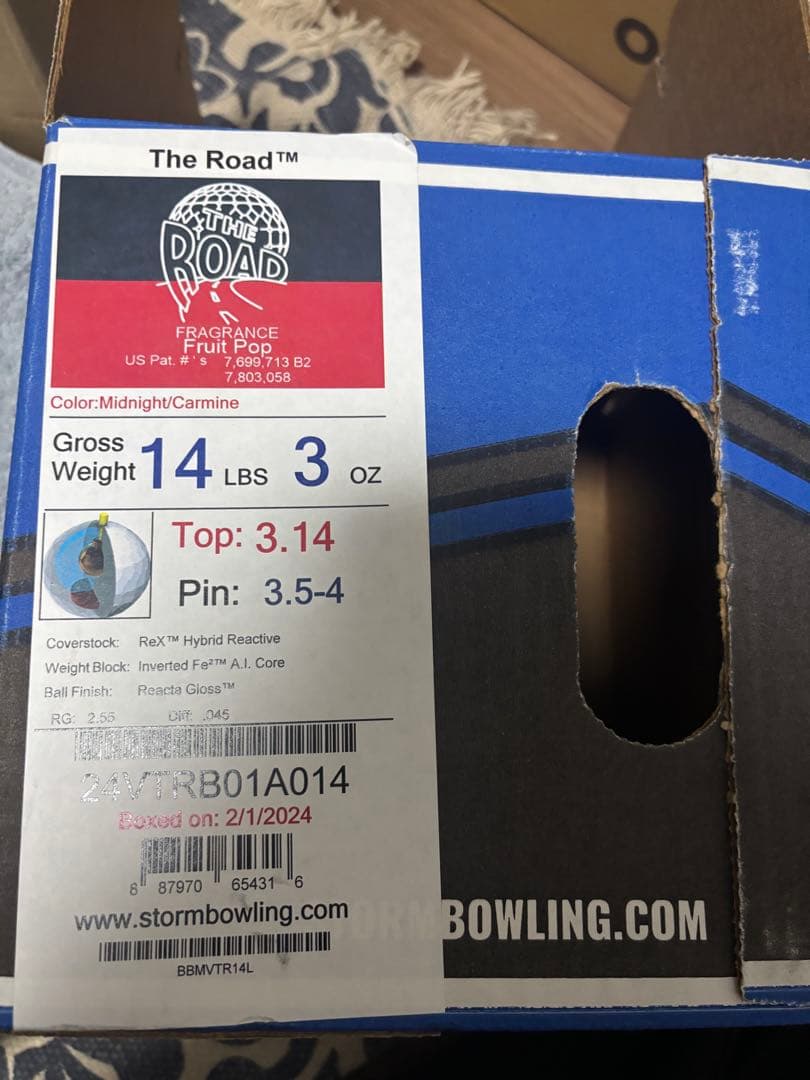 The Road™
THE
ROAD
FRAGRANCE
Fruit Pop
US Pat. # ' s 7,699,713 B2
7,803,058
Color:Midnight/Carmine
Gross
Weight 14 LBS 3 OZ
Top: 3.14
Pin: 3.5-4
Coverstock: ReX™ Hybrid Reactive
Weight Block: Inverted Fe²™ A.I. Core
Ball Finish: Reacta Gloss™
RG: 2.55 Diff: .045
24VTRB01A014
Boxed on: 2/1/2024
8 87970 65431 6
www.stormbowling.com
BBMVTR14L
STORMBOWLING.COM